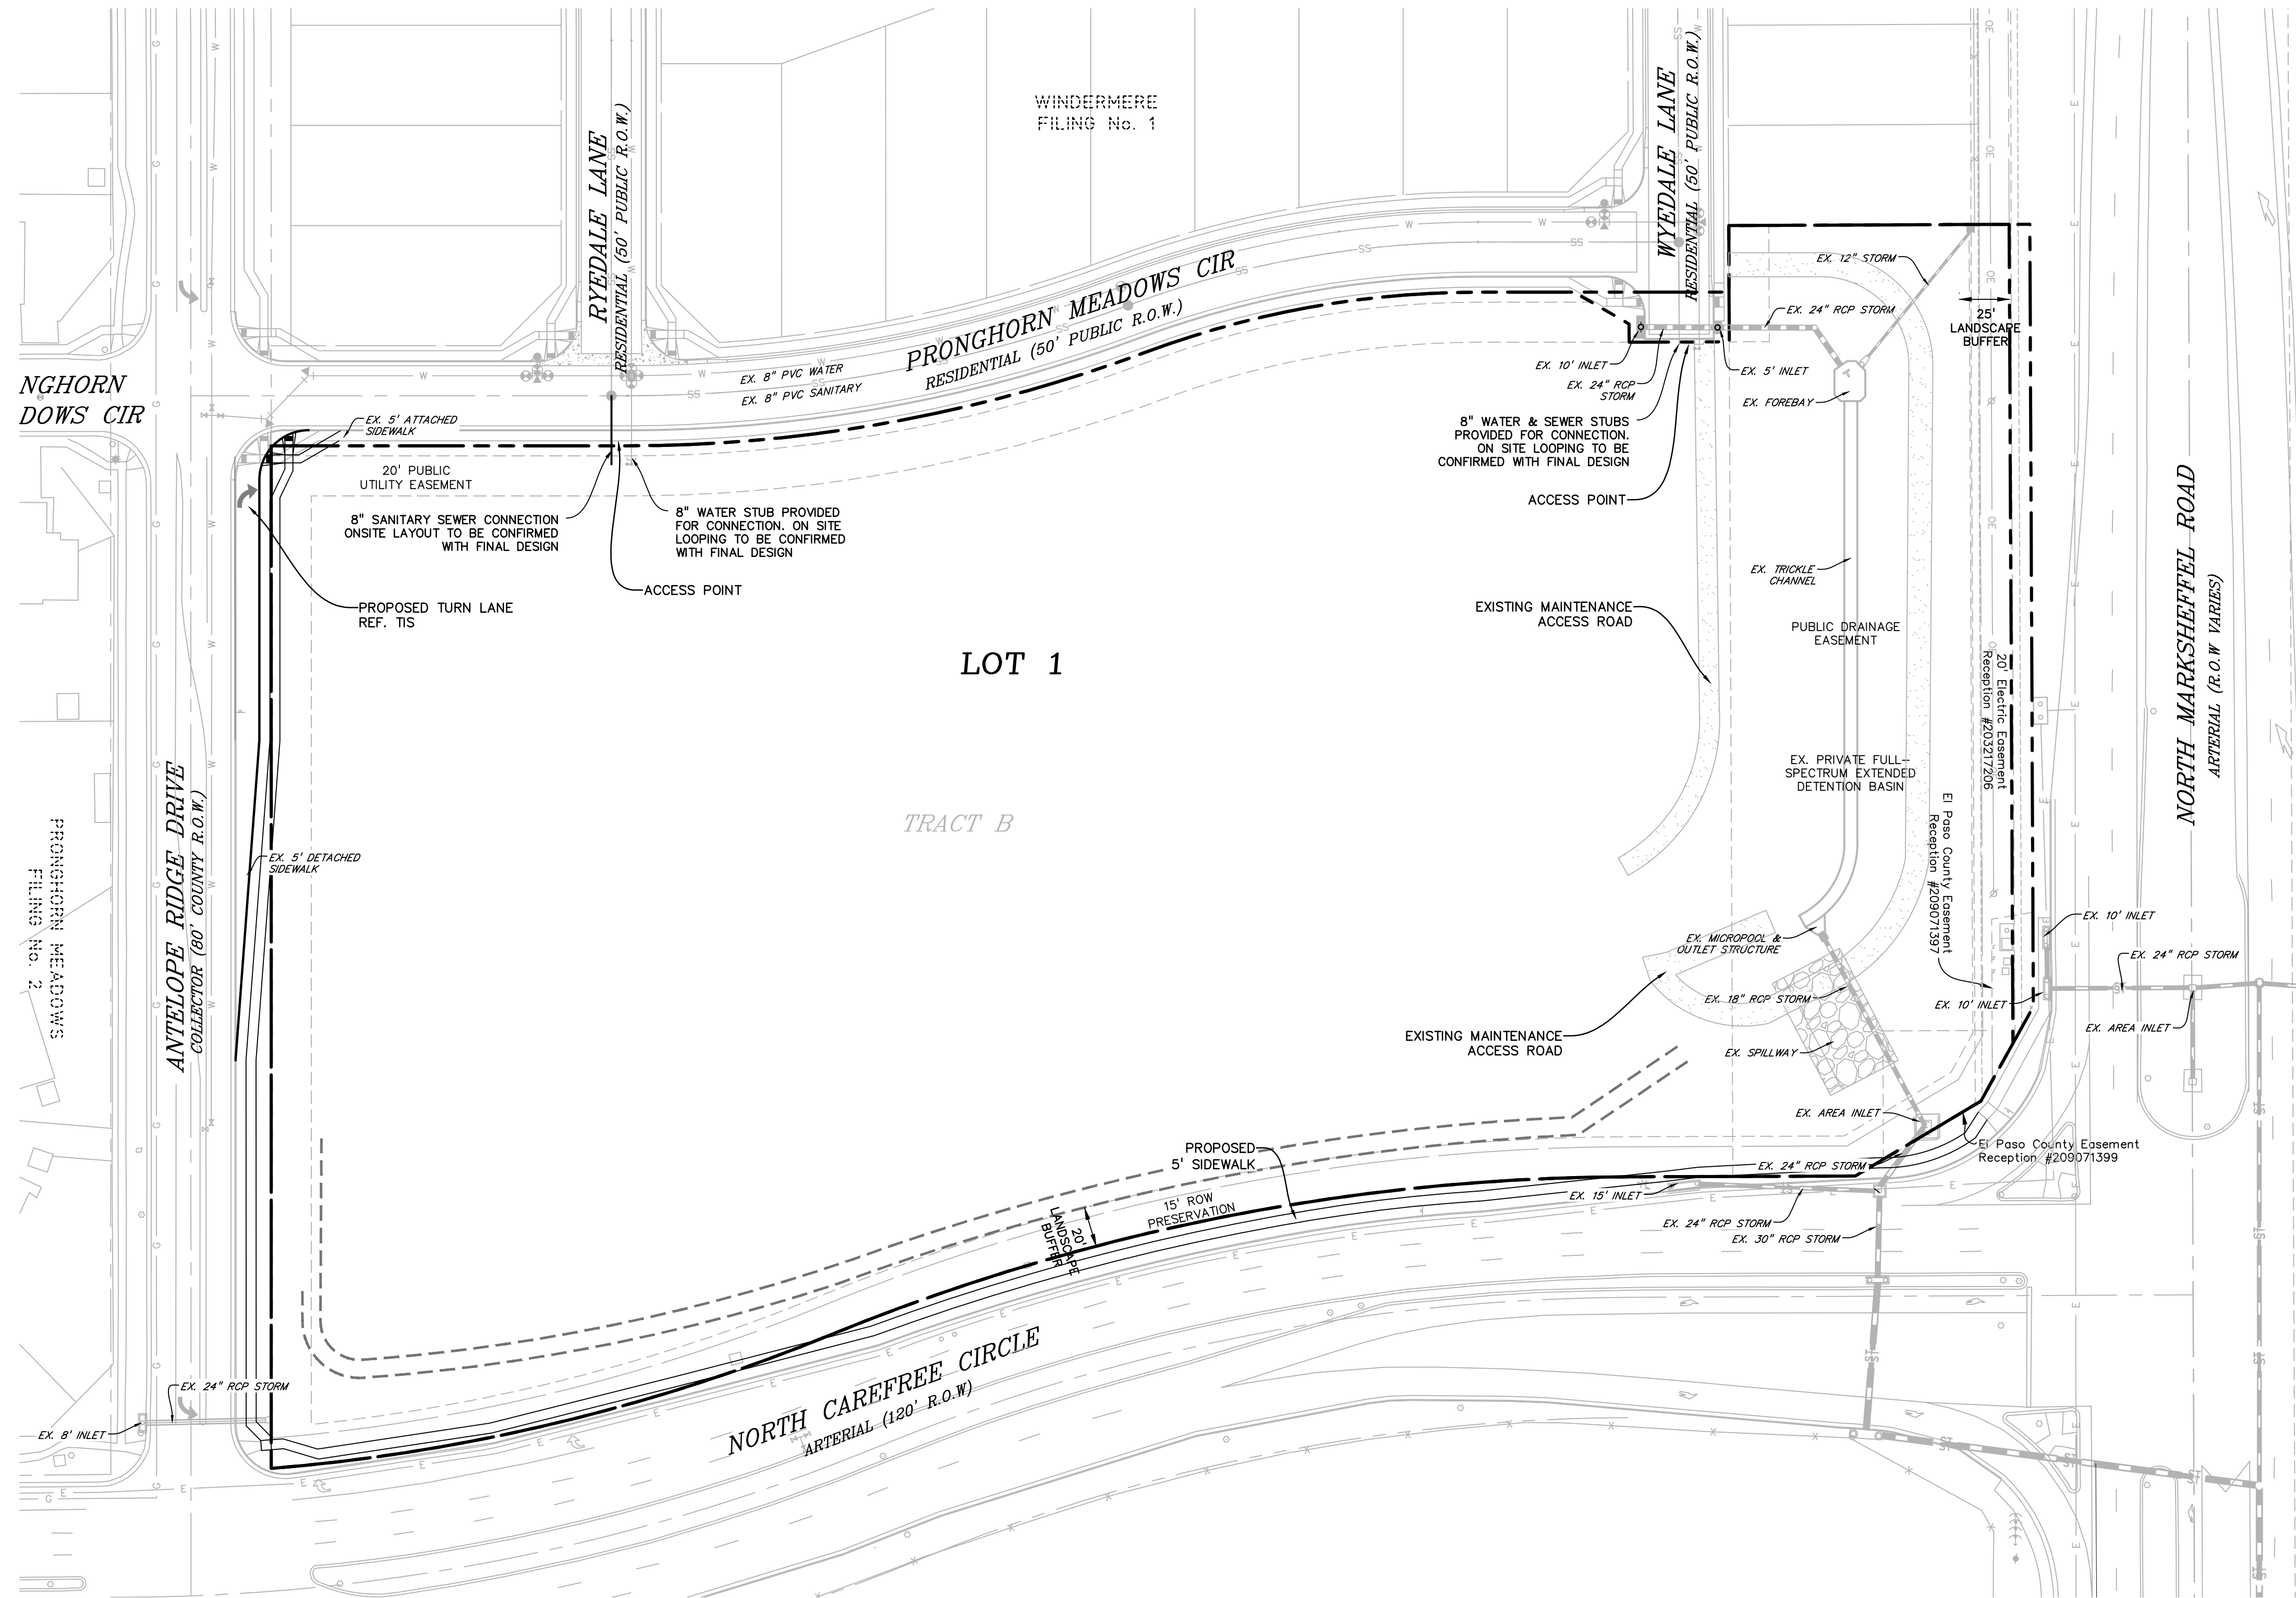 WINDERMERE
FILING No. 1
RYEDALE LANE
RESIDENTIAL (50' PUBLIC R.O.W.)
WYEDALE LANE
RESIDENTIAL (50' PUBLIC R.O.W.)
PRONGHORN MEADOWS CIR
RESIDENTIAL (50' PUBLIC R.O.W.)
NGHORN
DOWS CIR
EX. 8" PVC WATER
EX. 8" PVC SANITARY
EX. 5' ATTACHED
SIDEWALK
20' PUBLIC
UTILITY EASEMENT
8" SANITARY SEWER CONNECTION
ONSITE LAYOUT TO BE CONFIRMED
WITH FINAL DESIGN
8" WATER STUB PROVIDED
FOR CONNECTION. ON SITE
LOOPING TO BE CONFIRMED
WITH FINAL DESIGN
ACCESS POINT
PROPOSED TURN LANE
REF. TIS
EX. 12" STORM
EX. 24" RCP STORM
25'
LANDSCAPE
BUFFER
EX. 10' INLET
EX. 24" RCP
STORM
EX. 5' INLET
EX. FOREBAY
8" WATER & SEWER STUBS
PROVIDED FOR CONNECTION.
ON SITE LOOPING TO BE
CONFIRMED WITH FINAL DESIGN
ACCESS POINT
EX. TRICKLE
CHANNEL
EXISTING MAINTENANCE
ACCESS ROAD
PUBLIC DRAINAGE
EASEMENT
LOT 1
TRACT B
20' Electric Easement
Reception #203217206
NORTH MARKSHEFFEL ROAD
ARTERIAL (R.O.W VARIES)
EX. PRIVATE FULL-
SPECTRUM EXTENDED
DETENTION BASIN
El Paso County Easement
Reception #209071397
ANTELOPE RIDGE DRIVE
COLLECTOR (80' COUNTY R.O.W.)
EX. 5' DETACHED
SIDEWALK
PRONGHORN MEADOWS
FILING No. 2
EX. MICROPOOL &
OUTLET STRUCTURE
EX. 10' INLET
EX. 24" RCP STORM
EX. 18" RCP STORM
EX. 10' INLET
EX. AREA INLET
EXISTING MAINTENANCE
ACCESS ROAD
EX. SPILLWAY
EX. AREA INLET
El Paso County Easement
Reception #209071399
PROPOSED
5' SIDEWALK
EX. 24" RCP STORM
EX. 15' INLET
15' ROW
PRESERVATION
20'
LANDSCAPE
BUFFER
EX. 24" RCP STORM
EX. 30" RCP STORM
NORTH CAREFREE CIRCLE
ARTERIAL (120' R.O.W)
EX. 24" RCP STORM
EX. 8' INLET